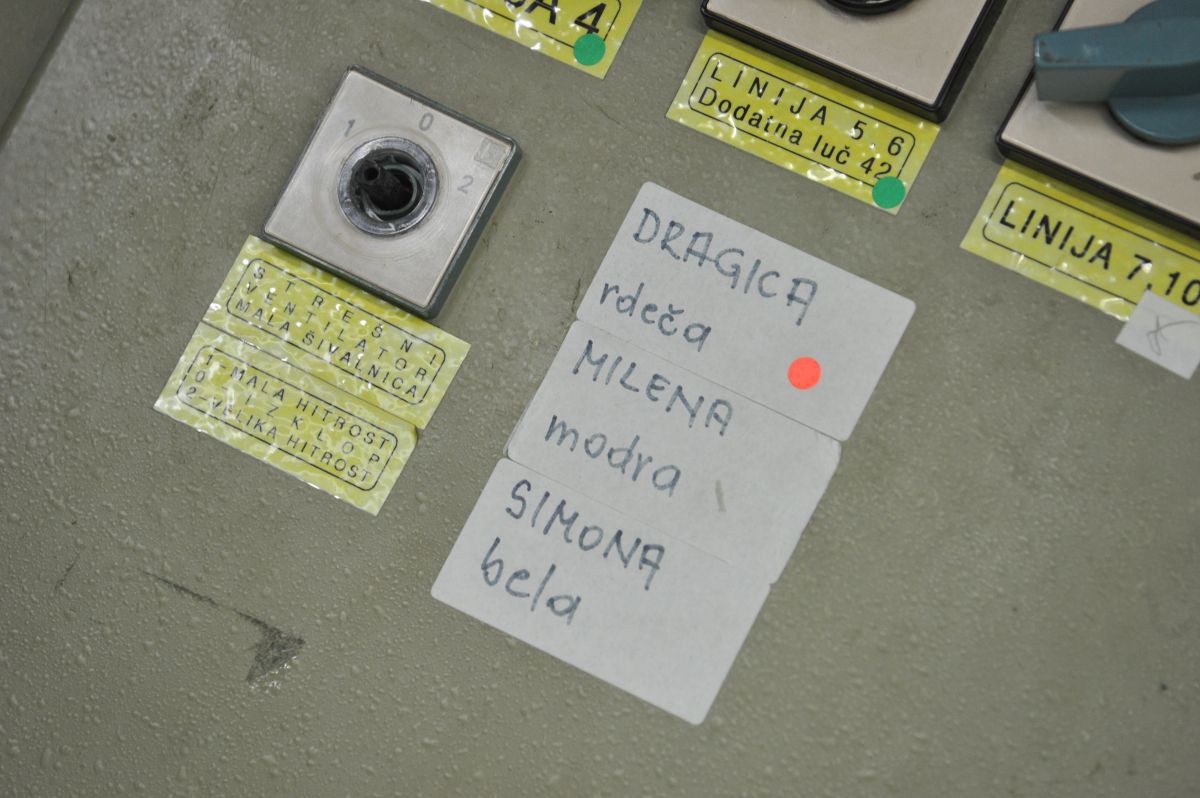 A 4
LINIJA 5, 6
Dodatna luč 42
LINIJA 7, 10
1 0 2
STREŠNI
VENTILATOR
MALA ŠIVALNICA
1-MALA HITROST
0-IZKLOP
2-VELIKA HITROST
DRAGICA
rdeča
MILENA
modra
SIMONA
bela